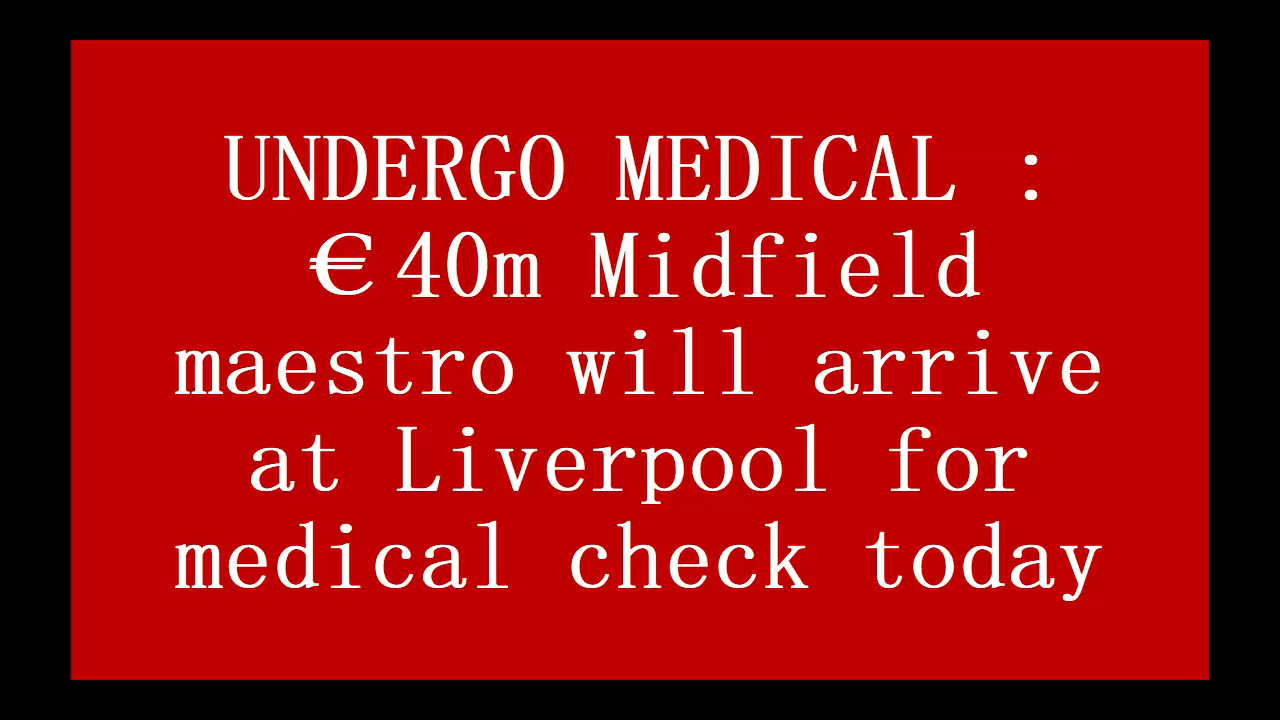 UNDERGO MEDICAL :
€40m Midfield
maestro will arrive
at Liverpool for
medical check today